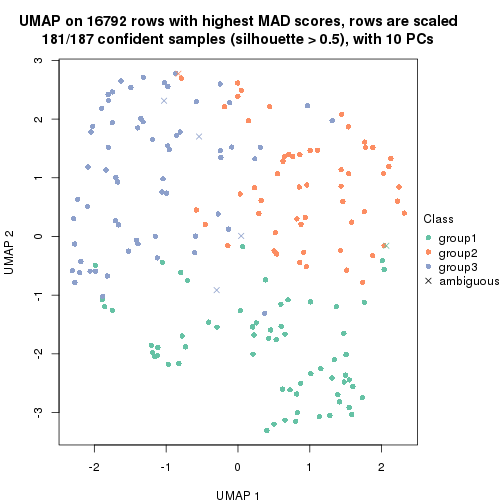 UMAP on 16792 rows with highest MAD scores, rows are scaled
181/187 confident samples (silhouette > 0.5), with 10 PCs
3
2
1
0
-1
-2
-3
UMAP 2
-2
-1
0
1
2
UMAP 1
Class
group1
group2
group3
ambiguous